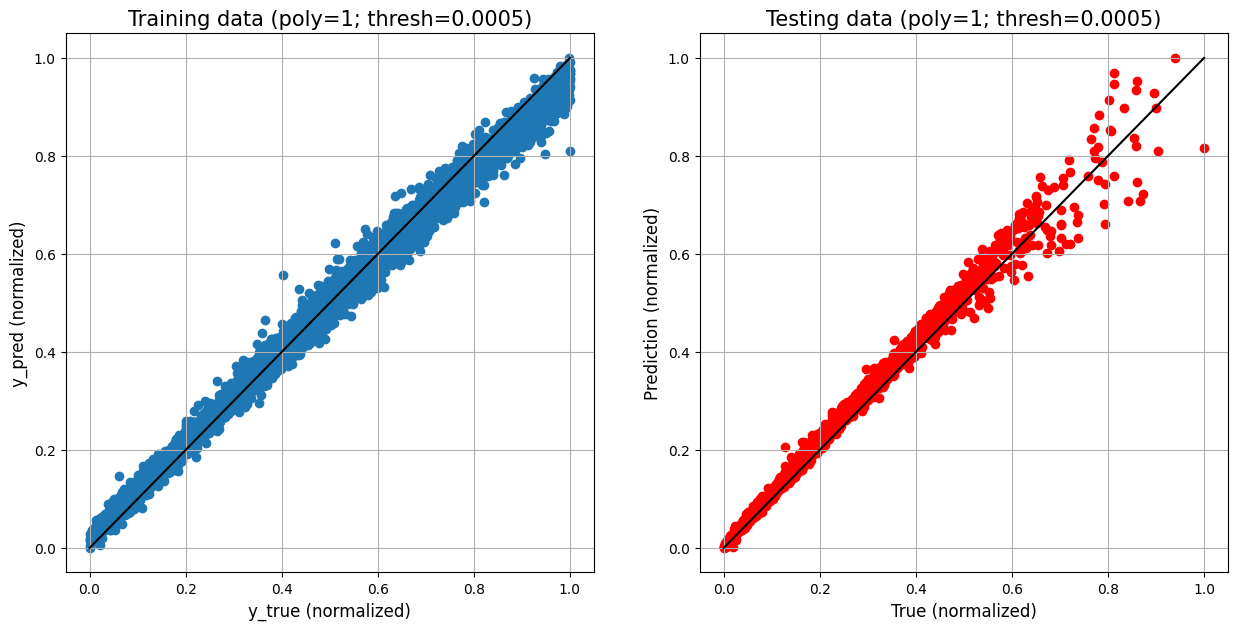 Training data (poly=1; thresh=0.0005)
y_pred (normalized)
1.0
0.8
0.6
0.4
0.2
0.0
0.0 0.2 0.4 0.6 0.8 1.0
y_true (normalized)
Testing data (poly=1; thresh=0.0005)
Prediction (normalized)
1.0
0.8
0.6
0.4
0.2
0.0
0.0 0.2 0.4 0.6 0.8 1.0
True (normalized)